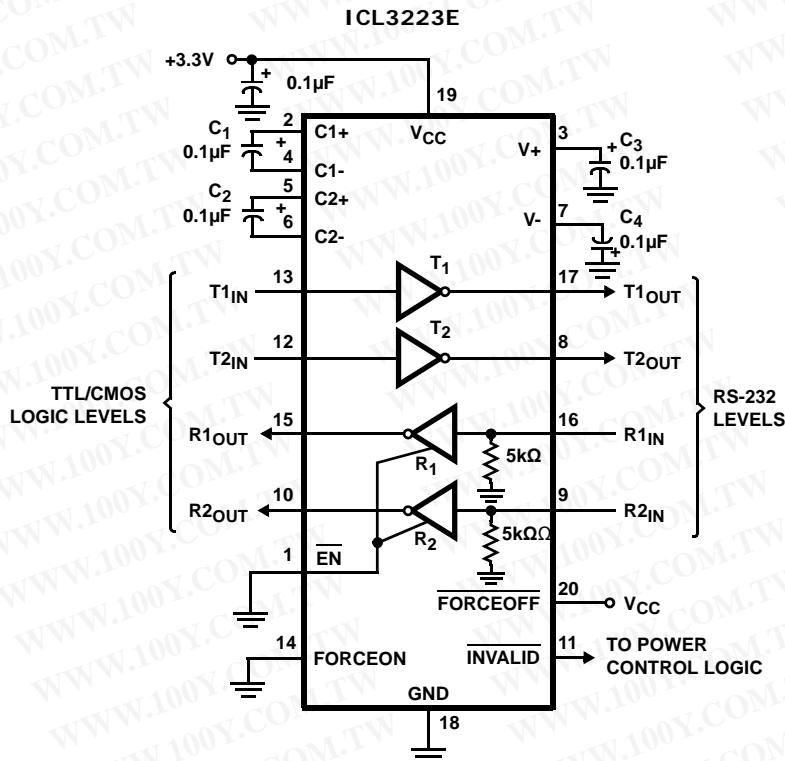 ICL3223E
+3.3V
0.1µF
19
VCC
2
C1+
C1
0.1µF
+
4
C1-
5
C2+
C2
0.1µF
+
6
C2-
3
V+
+
C3
0.1µF
7
V-
C4
0.1µF
+
T1IN
13
T1
17
T1OUT
T2IN
12
T2
8
T2OUT
TTL/CMOS
LOGIC LEVELS
RS-232
LEVELS
R1OUT
15
R1
5kΩ
16
R1IN
R2OUT
10
R2
5kΩΩ
9
R2IN
1
EN
FORCEOFF
20
VCC
14
FORCEON
INVALID
11
TO POWER
CONTROL LOGIC
GND
18
+
WWW.100Y.COM.TW